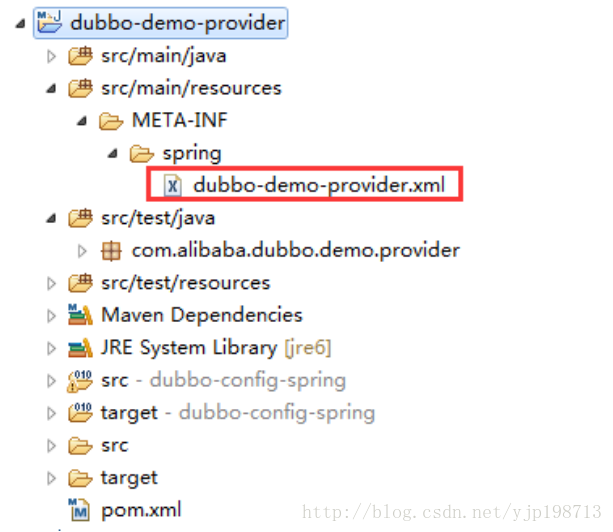 dubbo-demo-provider
src/main/java
src/main/resources
META-INF
spring
dubbo-demo-provider.xml
src/test/java
com.alibaba.dubbo.demo.provider
src/test/resources
Maven Dependencies
JRE System Library [jre6]
src - dubbo-config-spring
target - dubbo-config-spring
src
target
pom.xml
http://blog.csdn.net/yjp198713